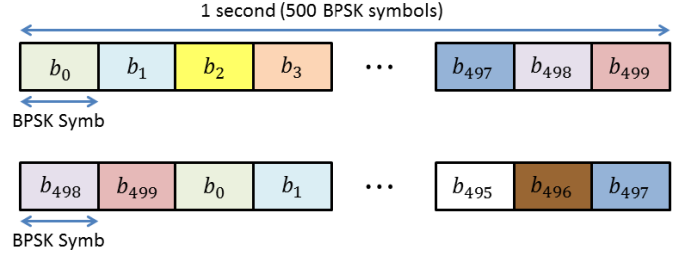 1 second (500 BPSK symbols)
b₀ b₁ b₂ b₃ ⋯ b₄₉₇ b₄₉₈ b₄₉₉
BPSK Symb
b₄₉₈ b₄₉₉ b₀ b₁ ⋯ b₄₉₅ b₄₉₆ b₄₉₇
BPSK Symb